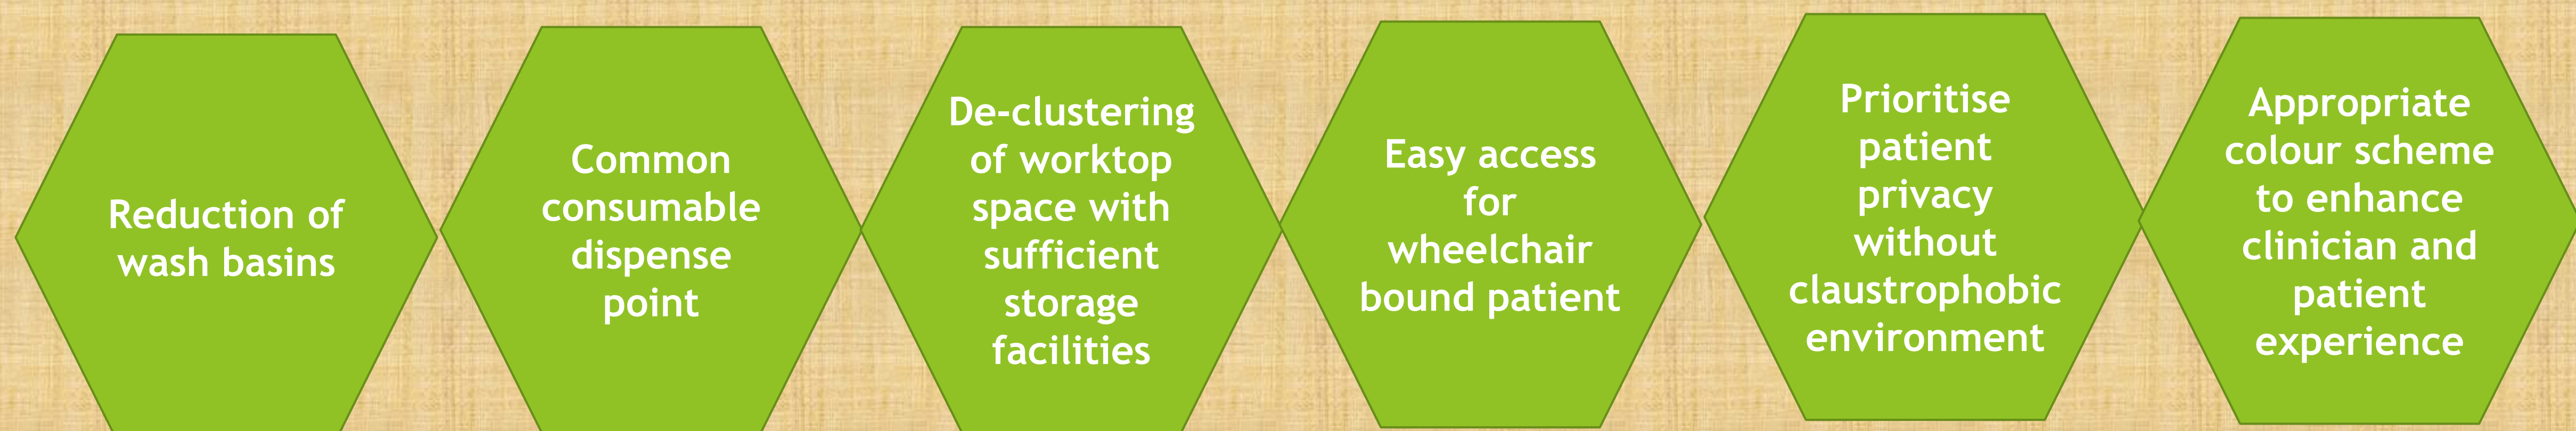 Reduction of
wash basins
Common
consumable
dispense
point
De-clustering
of worktop
space with
sufficient
storage
facilities
Easy access
for
wheelchair
bound patient
Prioritise
patient
privacy
without
claustrophobic
environment
Appropriate
colour scheme
to enhance
clinician and
patient
experience